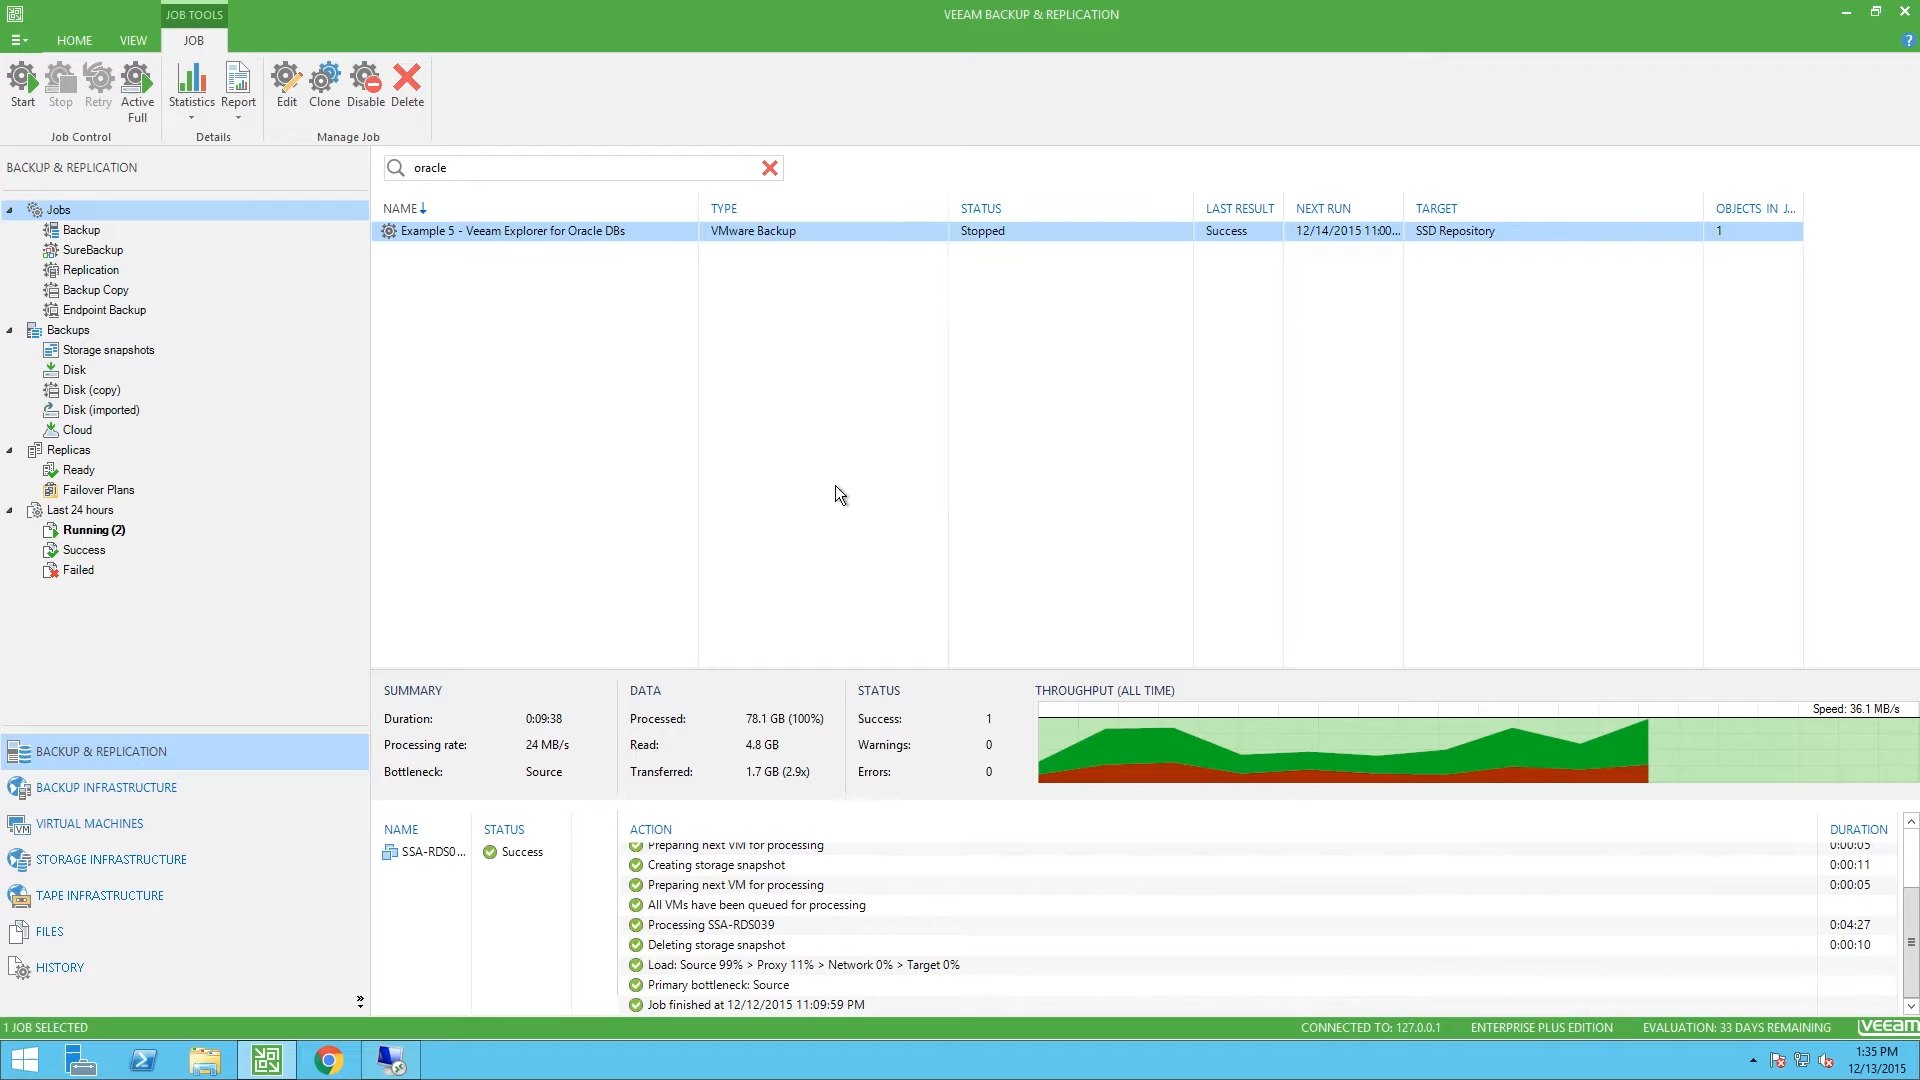 JOB TOOLS
VEEAM BACKUP & REPLICATION
HOME VIEW JOB
Start Stop Retry Active Full Statistics Report Edit Clone Disable Delete
Job Control Details Manage Job
BACKUP & REPLICATION
Jobs
Backup
SureBackup
Replication
Backup Copy
Endpoint Backup
Backups
Storage snapshots
Disk
Disk (copy)
Disk (imported)
Cloud
Replicas
Ready
Failover Plans
Last 24 hours
Running (2)
Success
Failed
BACKUP & REPLICATION
BACKUP INFRASTRUCTURE
VIRTUAL MACHINES
STORAGE INFRASTRUCTURE
TAPE INFRASTRUCTURE
FILES
HISTORY
oracle
NAME TYPE STATUS LAST RESULT NEXT RUN TARGET OBJECTS IN J...
Example 5 - Veeam Explorer for Oracle DBs VMware Backup Stopped Success 12/14/2015 11:00... SSD Repository 1
SUMMARY
Duration: 0:09:38
Processing rate: 24 MB/s
Bottleneck: Source
DATA
Processed: 78.1 GB (100%)
Read: 4.8 GB
Transferred: 1.7 GB (2.9x)
STATUS
Success: 1
Warnings: 0
Errors: 0
THROUGHPUT (ALL TIME)
Speed: 36.1 MB/s
NAME STATUS
SSA-RDS0... Success
ACTION DURATION
Preparing next VM for processing 0:00:05
Creating storage snapshot 0:00:11
Preparing next VM for processing 0:00:05
All VMs have been queued for processing
Processing SSA-RDS039 0:04:27
Deleting storage snapshot 0:00:10
Load: Source 99% > Proxy 11% > Network 0% > Target 0%
Primary bottleneck: Source
Job finished at 12/12/2015 11:09:59 PM
1 JOB SELECTED CONNECTED TO: 127.0.0.1 ENTERPRISE PLUS EDITION EVALUATION: 33 DAYS REMAINING veeam
1:35 PM
12/13/2015